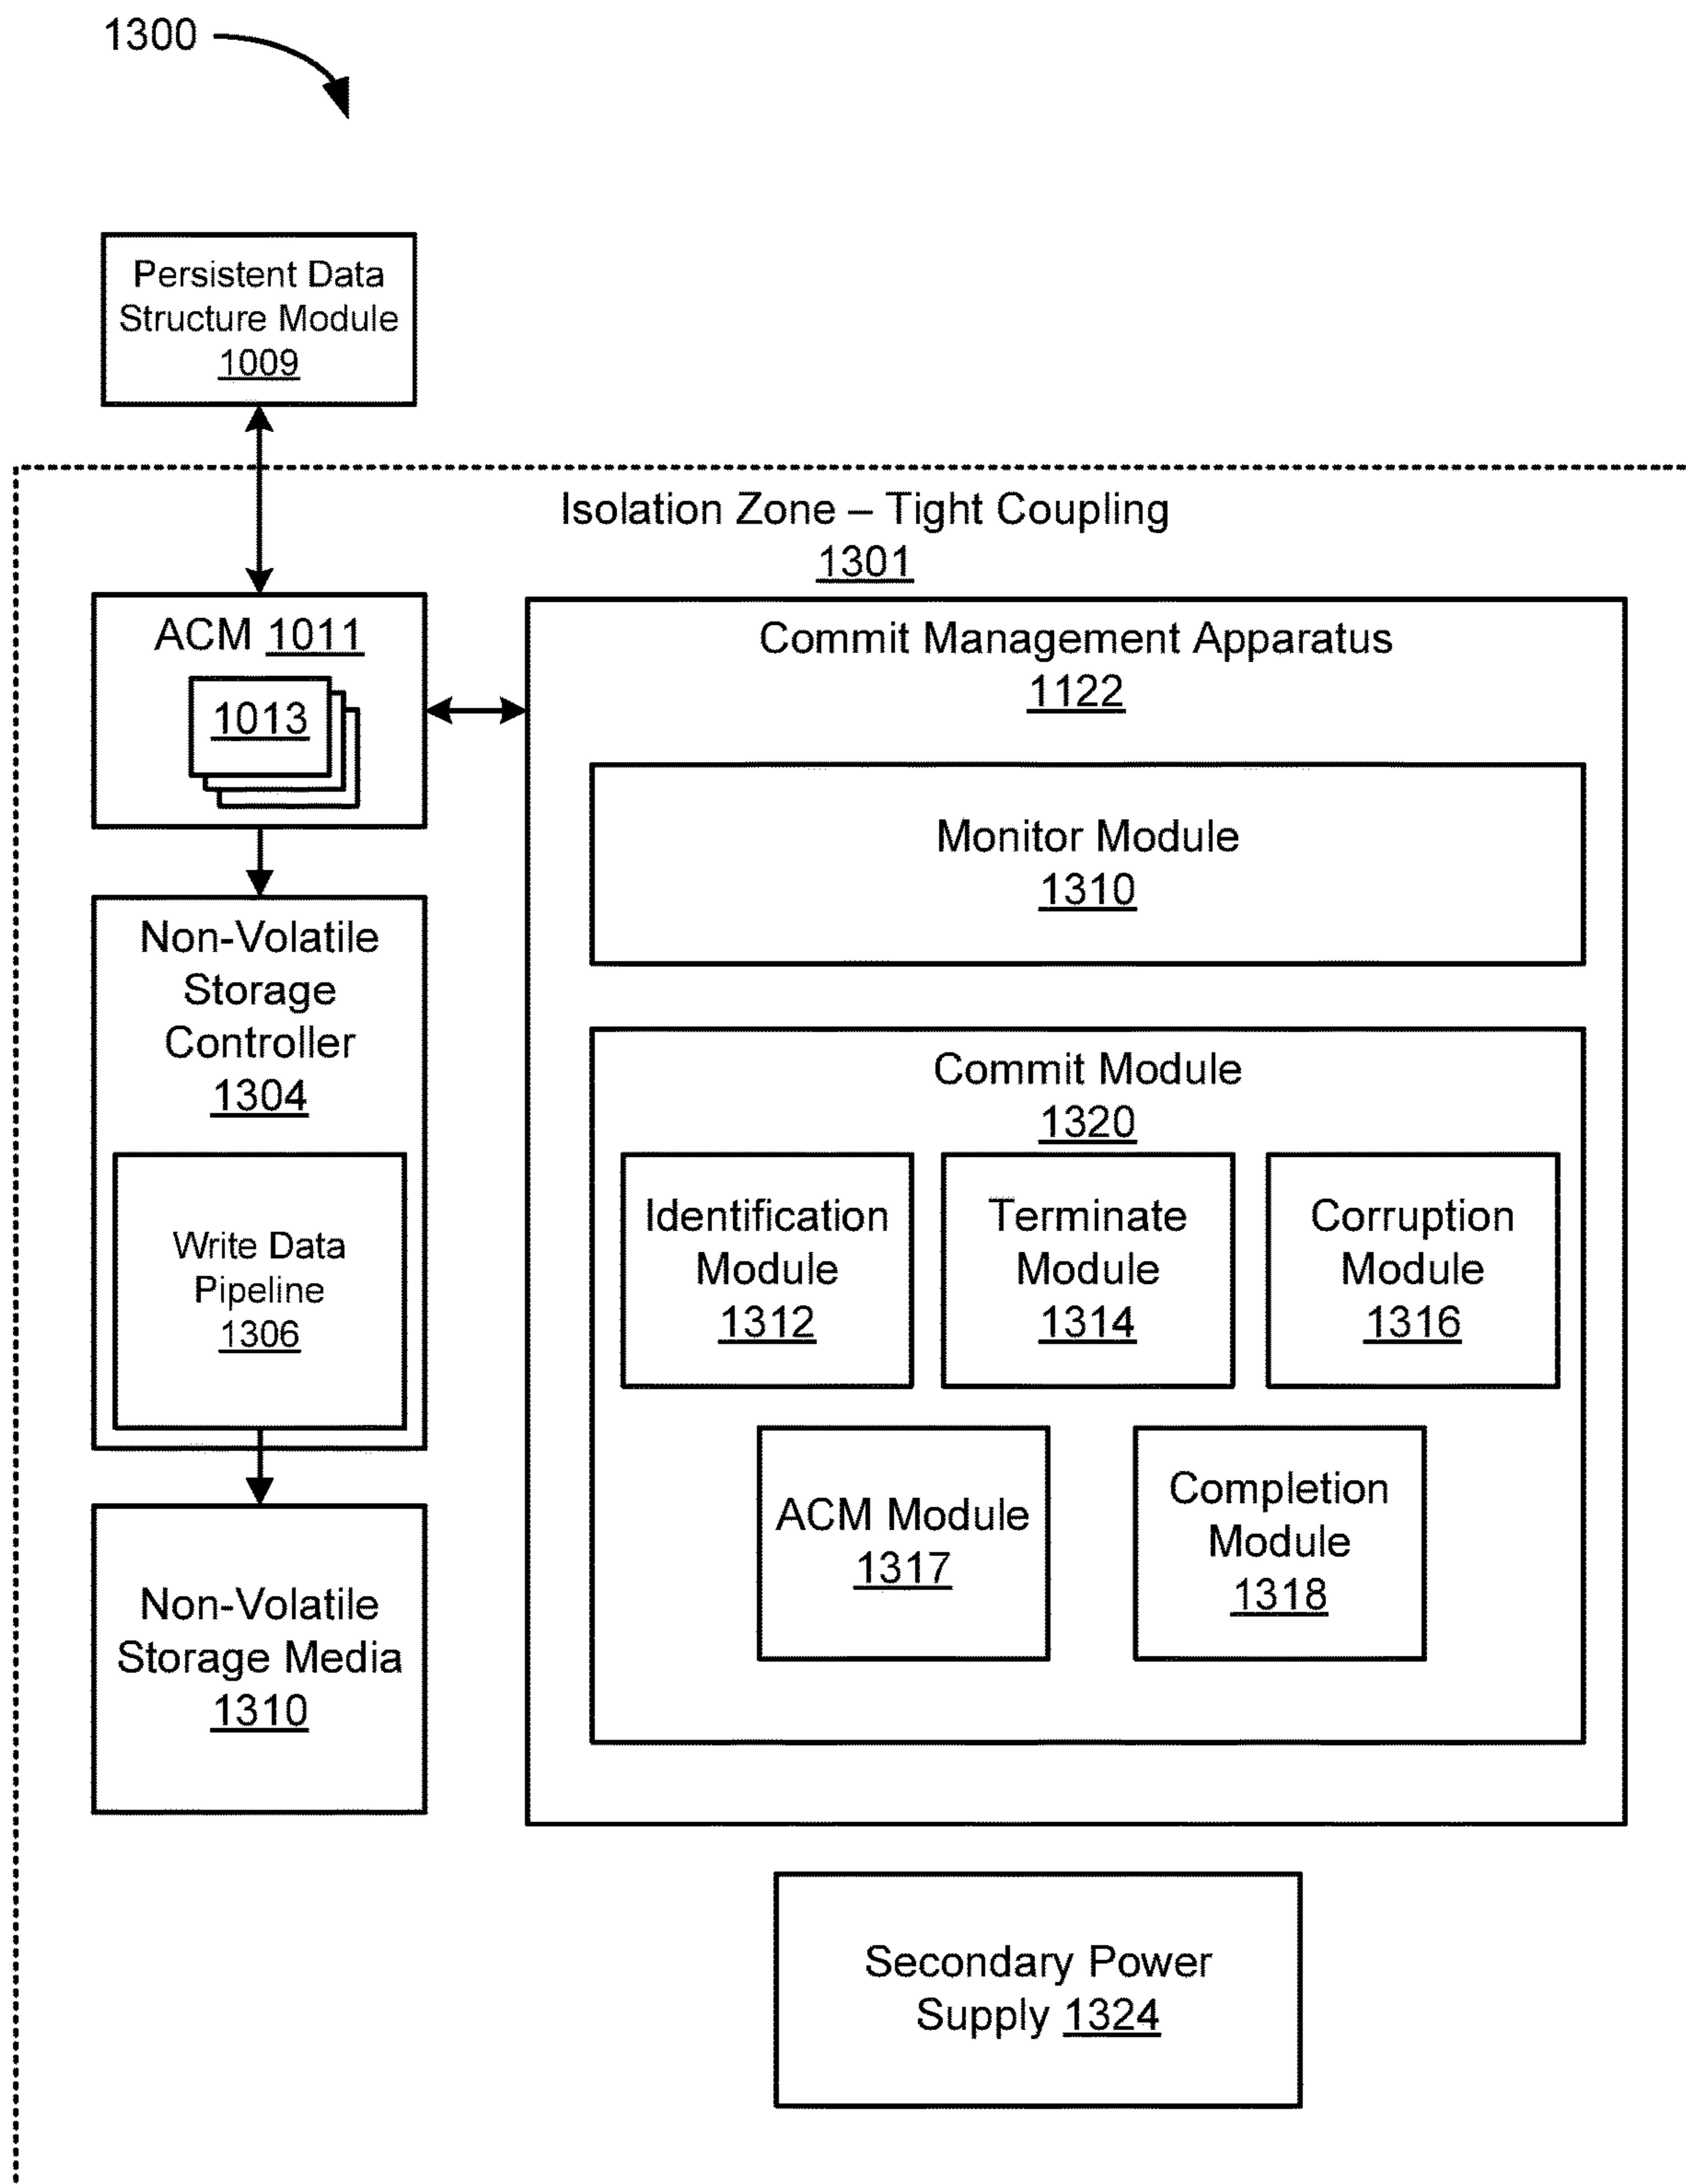 1300
Persistent Data
Structure Module
1009
Isolation Zone – Tight Coupling
1301
ACM 1011
1013
Non-Volatile
Storage
Controller
1304
Write Data
Pipeline
1306
Non-Volatile
Storage Media
1310
Commit Management Apparatus
1122
Monitor Module
1310
Commit Module
1320
Identification
Module
1312
Terminate
Module
1314
Corruption
Module
1316
ACM Module
1317
Completion
Module
1318
Secondary Power
Supply 1324